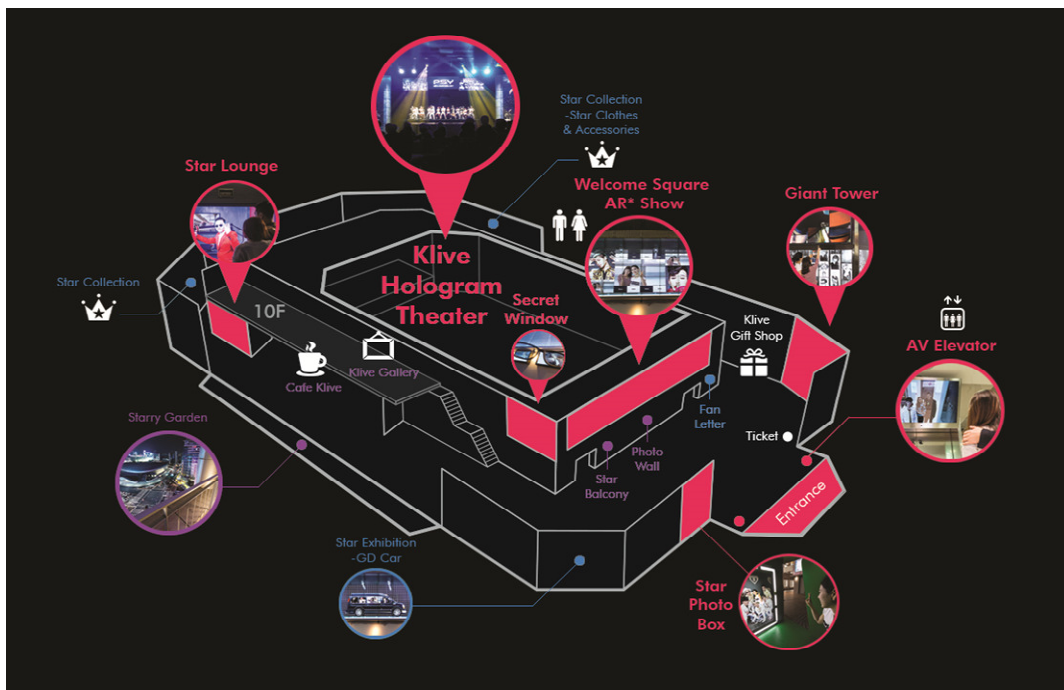 PSY
Star Collection
-Star Clothes
& Accessories
Star Lounge
Welcome Square
AR* Show
Giant Tower
Klive
Hologram
Theater
Star Collection
10F
Secret
Window
Klive
Gift Shop
AV Elevator
Cafe Klive
Klive Gallery
Starry Garden
Fan
Letter
Ticket
Photo
Wall
Star
Balcony
Entrance
Star Exhibition
-GD Car
Star
Photo
Box